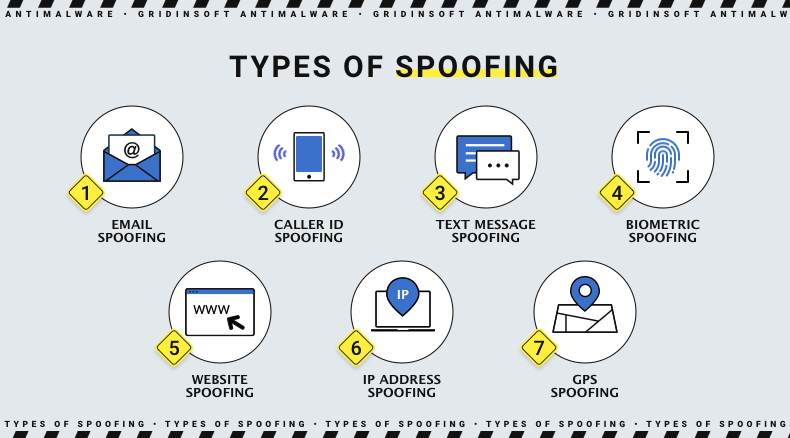 ANTIMALWARE • GRIDINSOFT ANTIMALWARE • GRIDINSOFT ANTIMALWARE • GRIDINSOFT ANTIMALW
TYPES OF SPOOFING
@
1
EMAIL
SPOOFING
2
CALLER ID
SPOOFING
3
TEXT MESSAGE
SPOOFING
4
BIOMETRIC
SPOOFING
WWW
5
WEBSITE
SPOOFING
IP
6
IP ADDRESS
SPOOFING
7
GPS
SPOOFING
TYPES OF SPOOFING • TYPES OF SPOOFING • TYPES OF SPOOFING • TYPES OF SPOOFING • TYPES OF SPOOFING